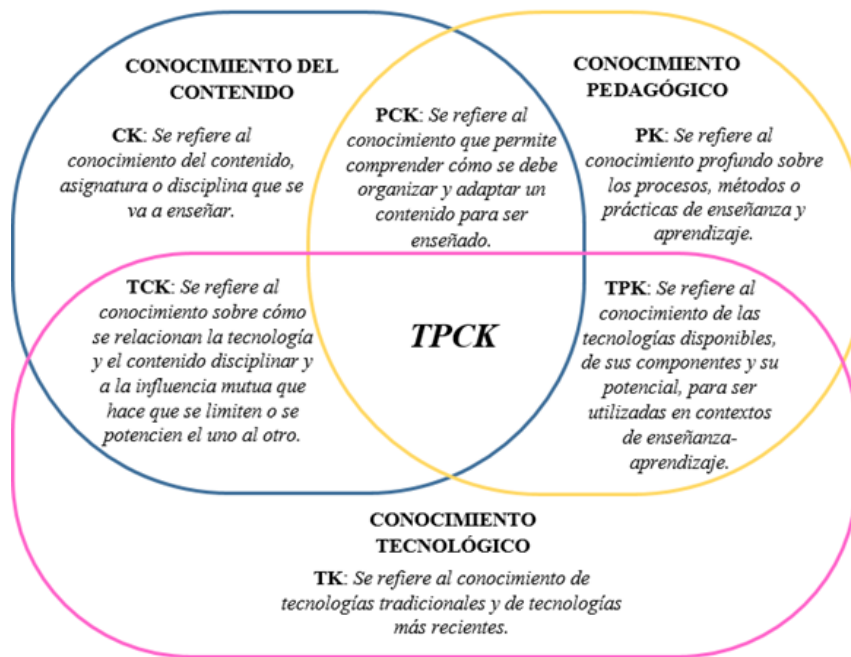 CONOCIMIENTO DEL
CONTENIDO
CK: Se refiere al
conocimiento del contenido,
asignatura o disciplina que se
va a enseñar.
PCK: Se refiere al
conocimiento que permite
comprender cómo se debe
organizar y adaptar un
contenido para ser
enseñado.
CONOCIMIENTO
PEDAGÓGICO
PK: Se refiere al
conocimiento profundo sobre
los procesos, métodos o
prácticas de enseñanza y
aprendizaje.
TCK: Se refiere al
conocimiento sobre cómo
se relacionan la tecnología
y el contenido disciplinar y
a la influencia mutua que
hace que se limiten o se
potencien el uno al otro.
TPCK
TPK: Se refiere al
conocimiento de las
tecnologías disponibles,
de sus componentes y su
potencial, para ser
utilizadas en contextos
de enseñanza-
aprendizaje.
CONOCIMIENTO
TECNOLÓGICO
TK: Se refiere al conocimiento de
tecnologías tradicionales y de tecnologías
más recientes.